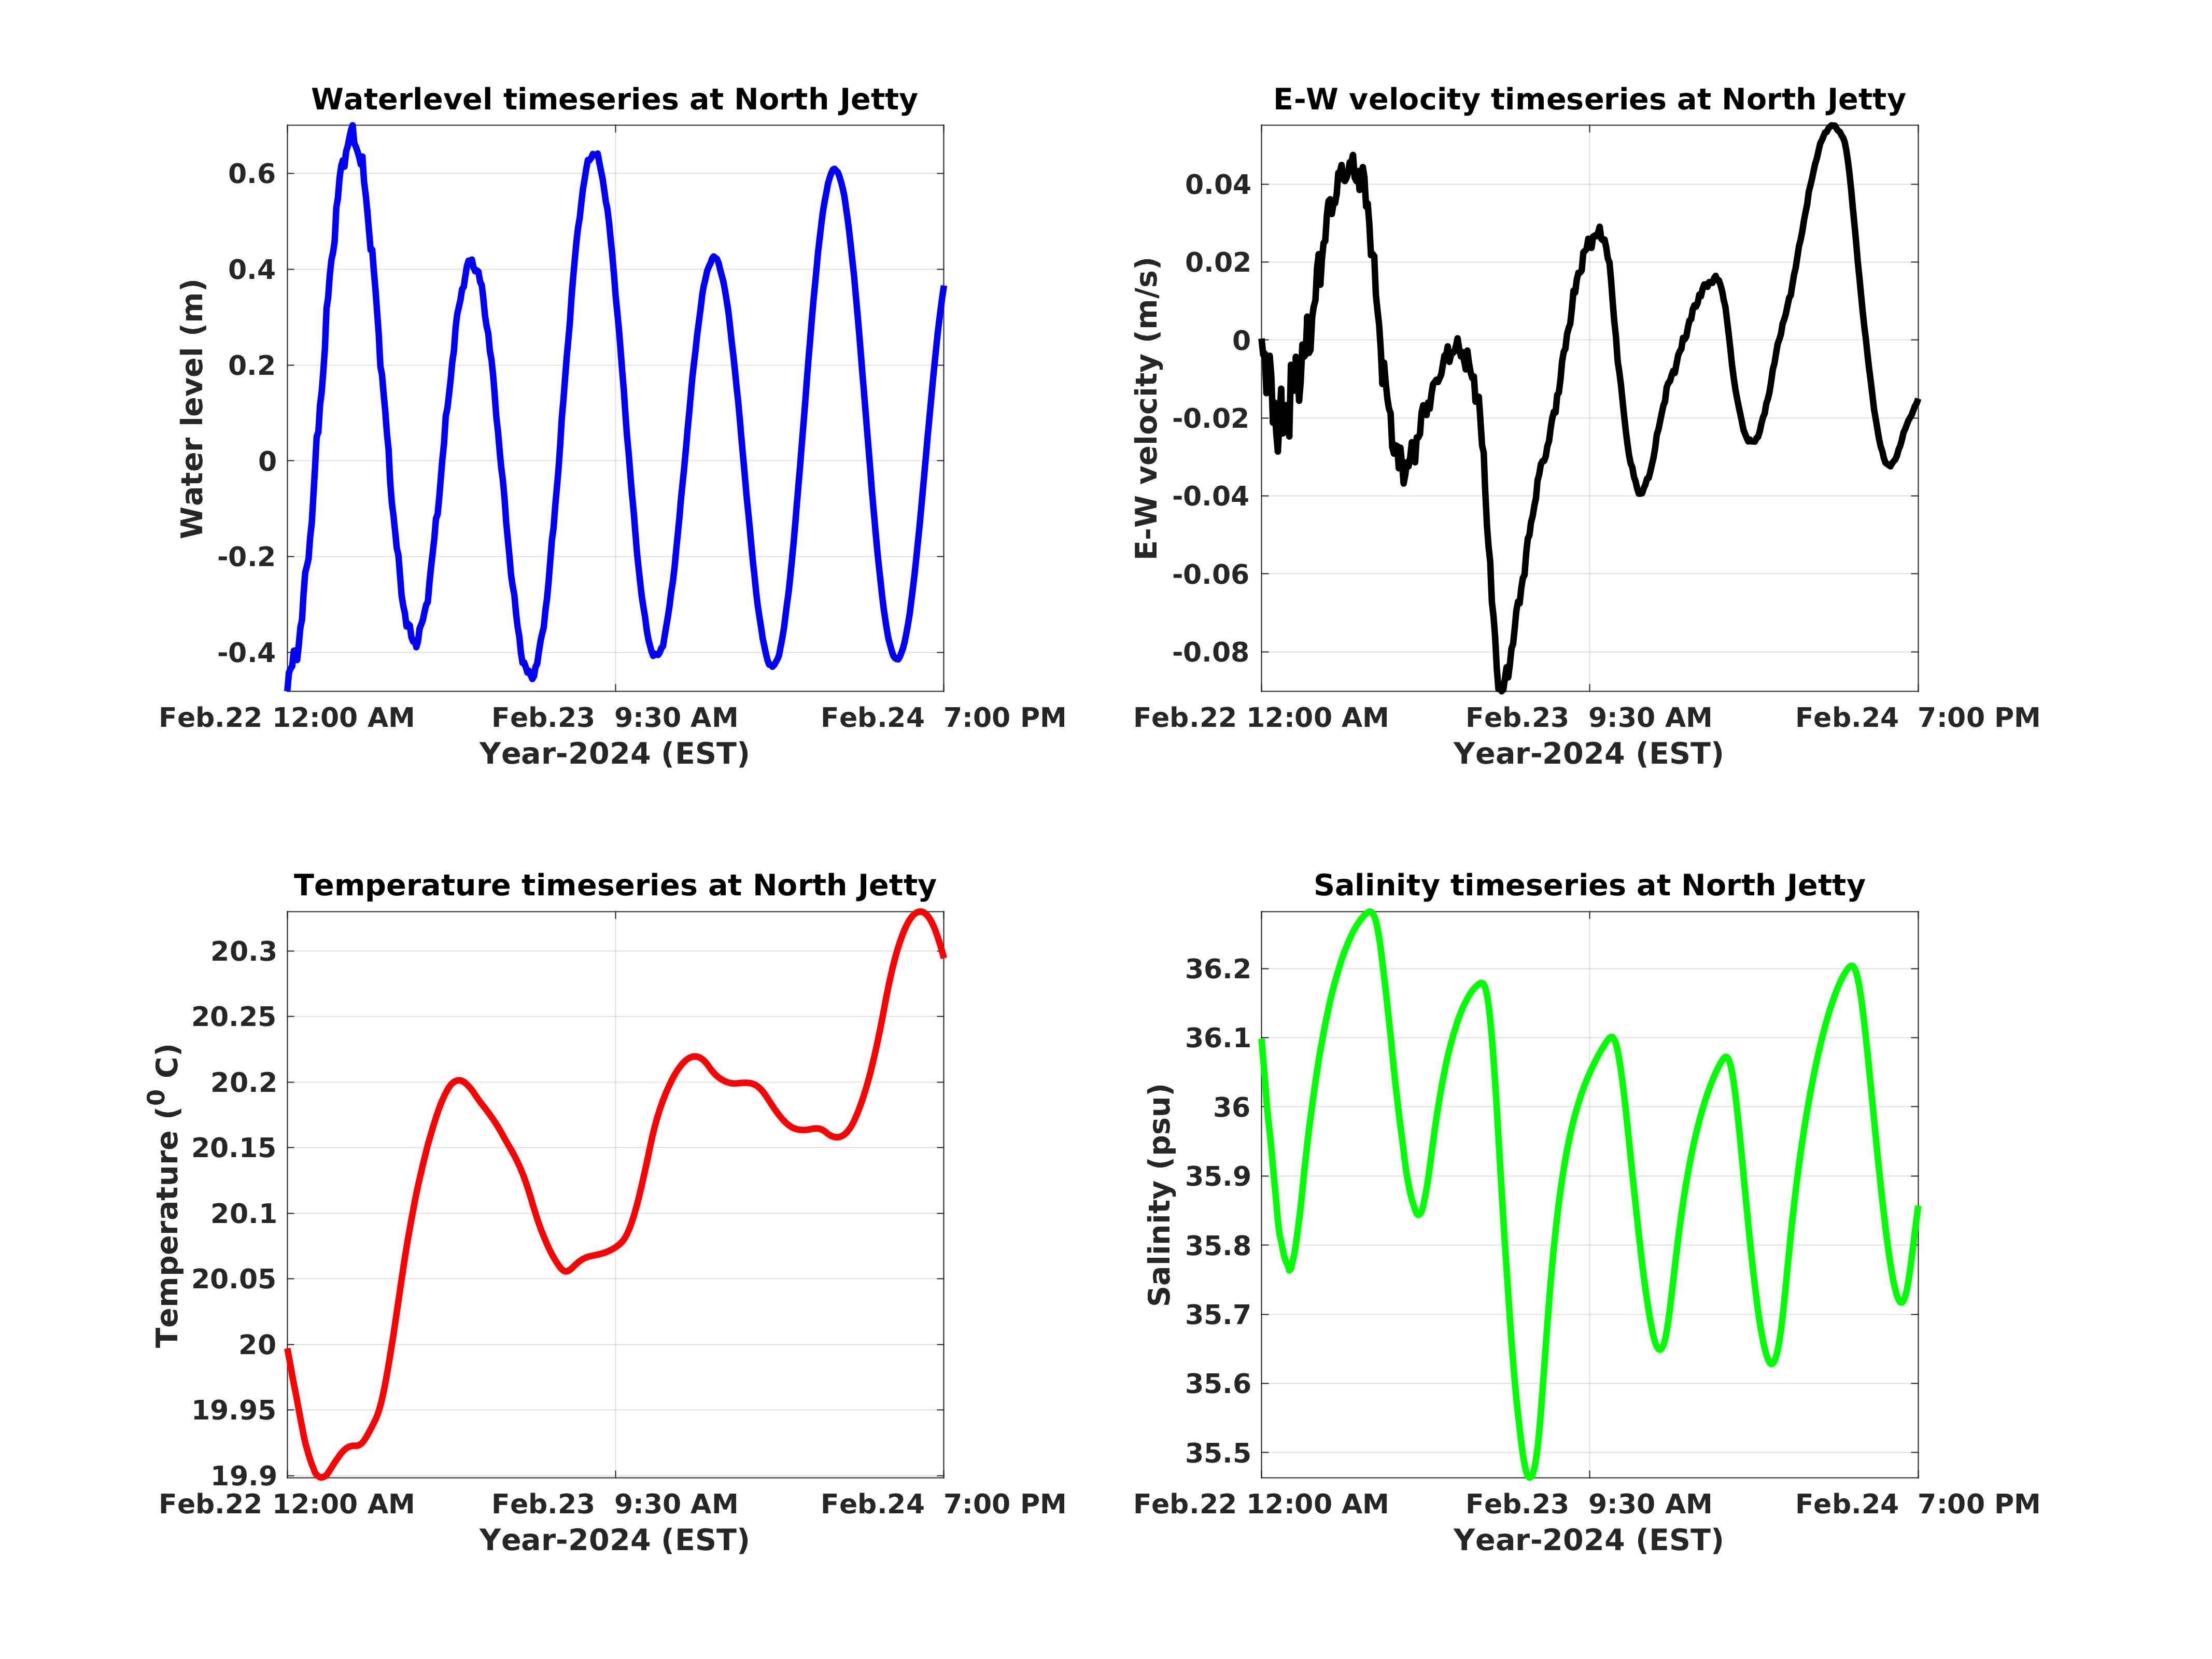 Waterlevel timeseries at North Jetty
0.6
0.4
0.2
0
-0.2
-0.4
Water level (m)
Feb.22 12:00 AM Feb.23 9:30 AM Feb.24 7:00 PM
Year-2024 (EST)
E-W velocity timeseries at North Jetty
0.04
0.02
0
-0.02
-0.04
-0.06
-0.08
E-W velocity (m/s)
Feb.22 12:00 AM Feb.23 9:30 AM Feb.24 7:00 PM
Year-2024 (EST)
Temperature timeseries at North Jetty
20.3
20.25
20.2
20.15
20.1
20.05
20
19.95
19.9
Temperature (⁰ C)
Feb.22 12:00 AM Feb.23 9:30 AM Feb.24 7:00 PM
Year-2024 (EST)
Salinity timeseries at North Jetty
36.2
36.1
36
35.9
35.8
35.7
35.6
35.5
Salinity (psu)
Feb.22 12:00 AM Feb.23 9:30 AM Feb.24 7:00 PM
Year-2024 (EST)